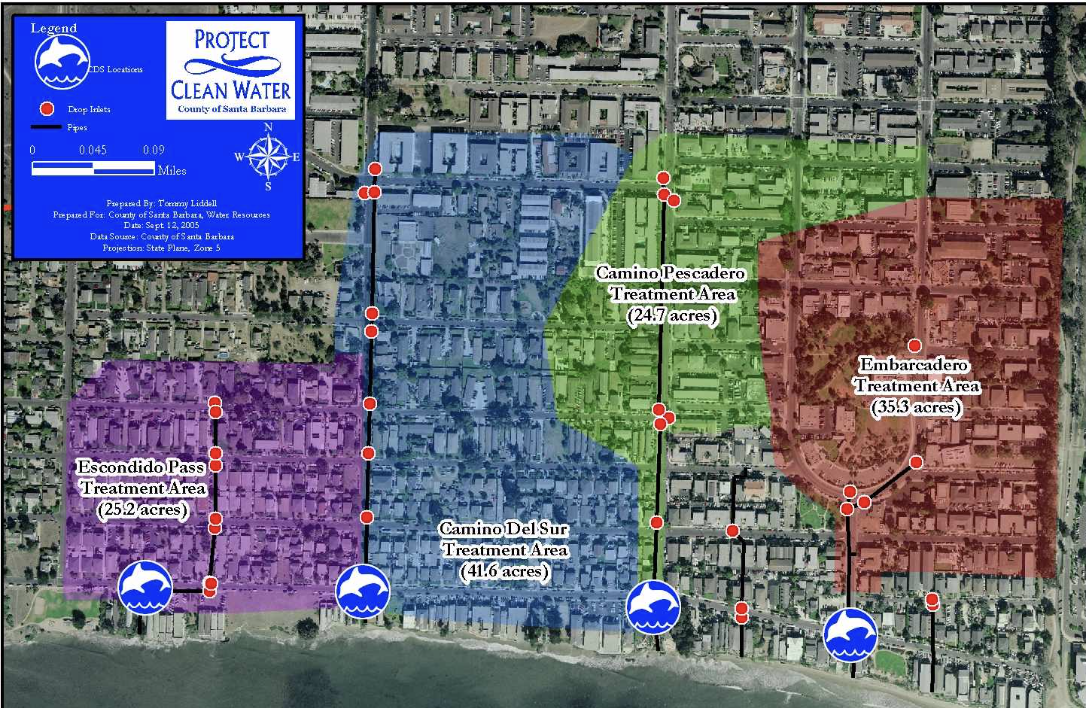 Legend
CDS Locations
Drop Inlets
Pipes
0 0.045 0.09
Miles
PROJECT
CLEAN WATER
County of Santa Barbara
N
W E
S
Prepared By: Tommy Liddell
Prepared For: County of Santa Barbara, Water Resources
Date: Sept. 12, 2005
Data Source: County of Santa Barbara
Projection: State Plane, Zone 5
Camino Pescadero
Treatment Area
(24.7 acres)
Embarcadero
Treatment Area
(35.3 acres)
Escondido Pass
Treatment Area
(25.2 acres)
Camino Del Sur
Treatment Area
(41.6 acres)